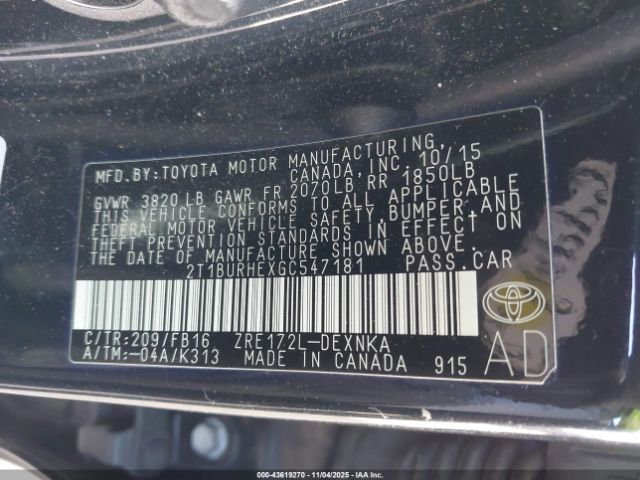 MFD.BY:TOYOTA MOTOR MANUFACTURING,
CANADA, INC. 10/15
GVWR 3820 LB GAWR FR 2070LB RR 1850LB
THIS VEHICLE CONFORMS TO ALL APPLICABLE
FEDERAL MOTOR VEHICLE SAFETY, BUMPER, AND
THEFT PREVENTION STANDARDS IN EFFECT ON
THE DATE OF MANUFACTURE SHOWN ABOVE.
2T1BURHEXGC547181 PASS.CAR
C/TR:209/FB16 ZRE172L-DEXNKA
A/TM:-04A/K313 MADE IN CANADA 915
AD
000-43619270 - 11/04/2025 - IAA Inc.